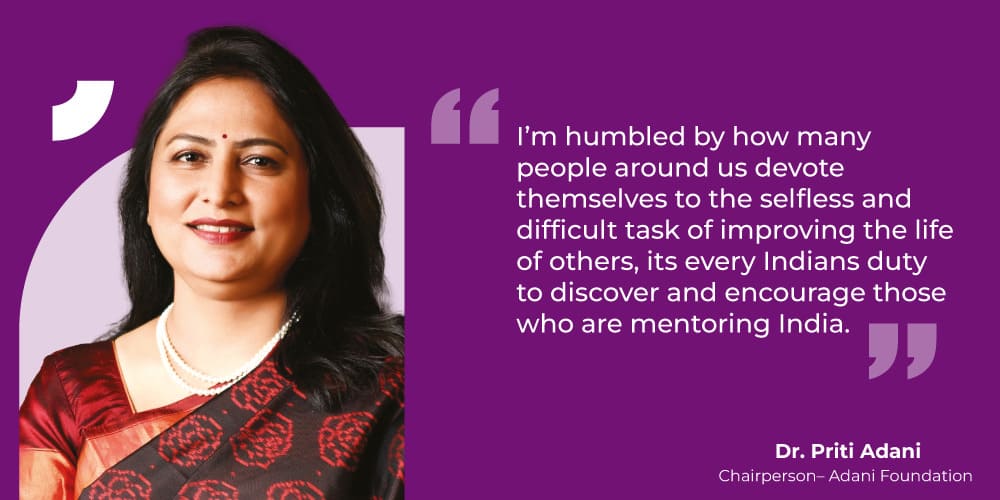 I’m humbled by how many
people around us devote
themselves to the selfless and
difficult task of improving the life
of others, its every Indians duty
to discover and encourage those
who are mentoring India.
Dr. Priti Adani
Chairperson– Adani Foundation